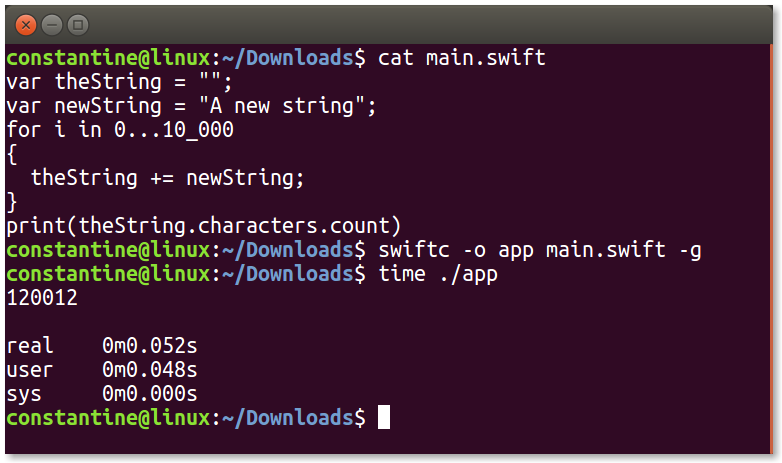 constantine@linux:~/Downloads$ cat main.swift
var theString = "";
var newString = "A new string";
for i in 0...10_000
{
  theString += newString;
}
print(theString.characters.count)
constantine@linux:~/Downloads$ swiftc -o app main.swift -g
constantine@linux:~/Downloads$ time ./app
120012

real    0m0.052s
user    0m0.048s
sys     0m0.000s
constantine@linux:~/Downloads$